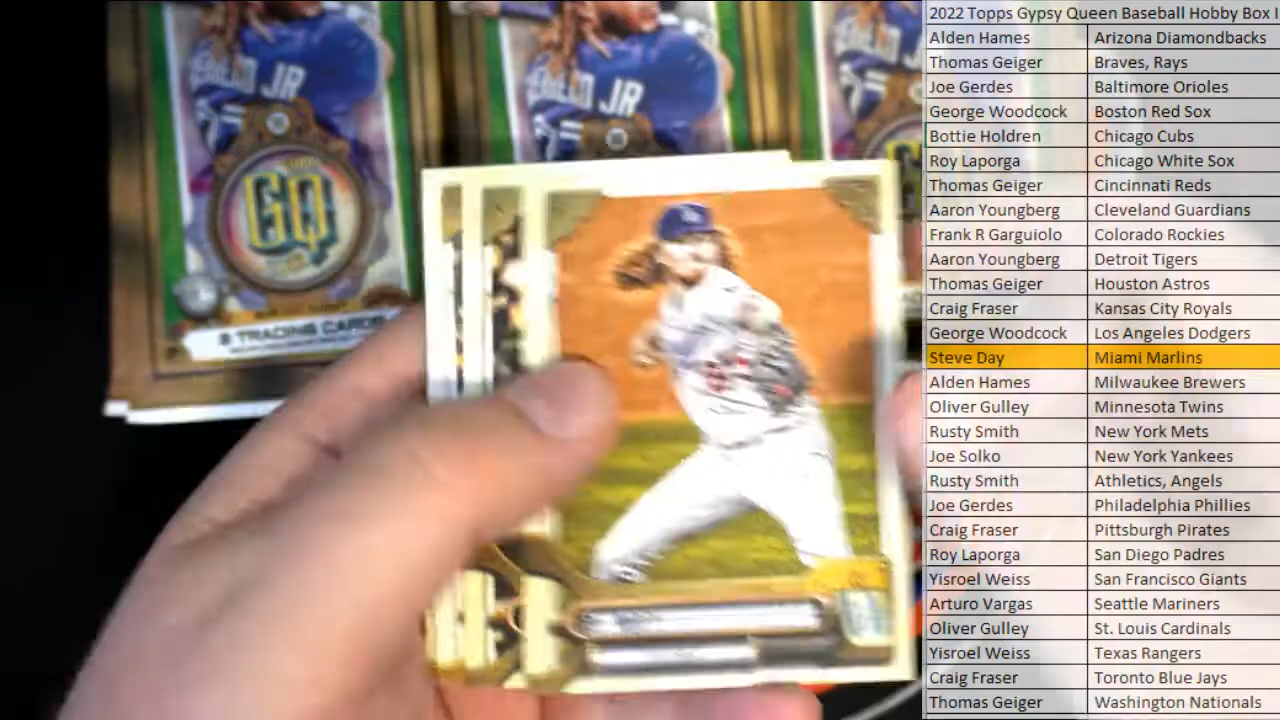 2022 Topps Gypsy Queen Baseball Hobby Box
Alden Hames Arizona Diamondbacks
Thomas Geiger Braves, Rays
Joe Gerdes Baltimore Orioles
George Woodcock Boston Red Sox
Bottie Holdren Chicago Cubs
Roy Laporga Chicago White Sox
Thomas Geiger Cincinnati Reds
Aaron Youngberg Cleveland Guardians
Frank R Garguiolo Colorado Rockies
Aaron Youngberg Detroit Tigers
Thomas Geiger Houston Astros
Craig Fraser Kansas City Royals
George Woodcock Los Angeles Dodgers
Steve Day Miami Marlins
Alden Hames Milwaukee Brewers
Oliver Gulley Minnesota Twins
Rusty Smith New York Mets
Joe Solko New York Yankees
Rusty Smith Athletics, Angels
Joe Gerdes Philadelphia Phillies
Craig Fraser Pittsburgh Pirates
Roy Laporga San Diego Padres
Yisroel Weiss San Francisco Giants
Arturo Vargas Seattle Mariners
Oliver Gulley St. Louis Cardinals
Yisroel Weiss Texas Rangers
Craig Fraser Toronto Blue Jays
Thomas Geiger Washington Nationals
JR
JR
GQ
8 TRADING CARDS